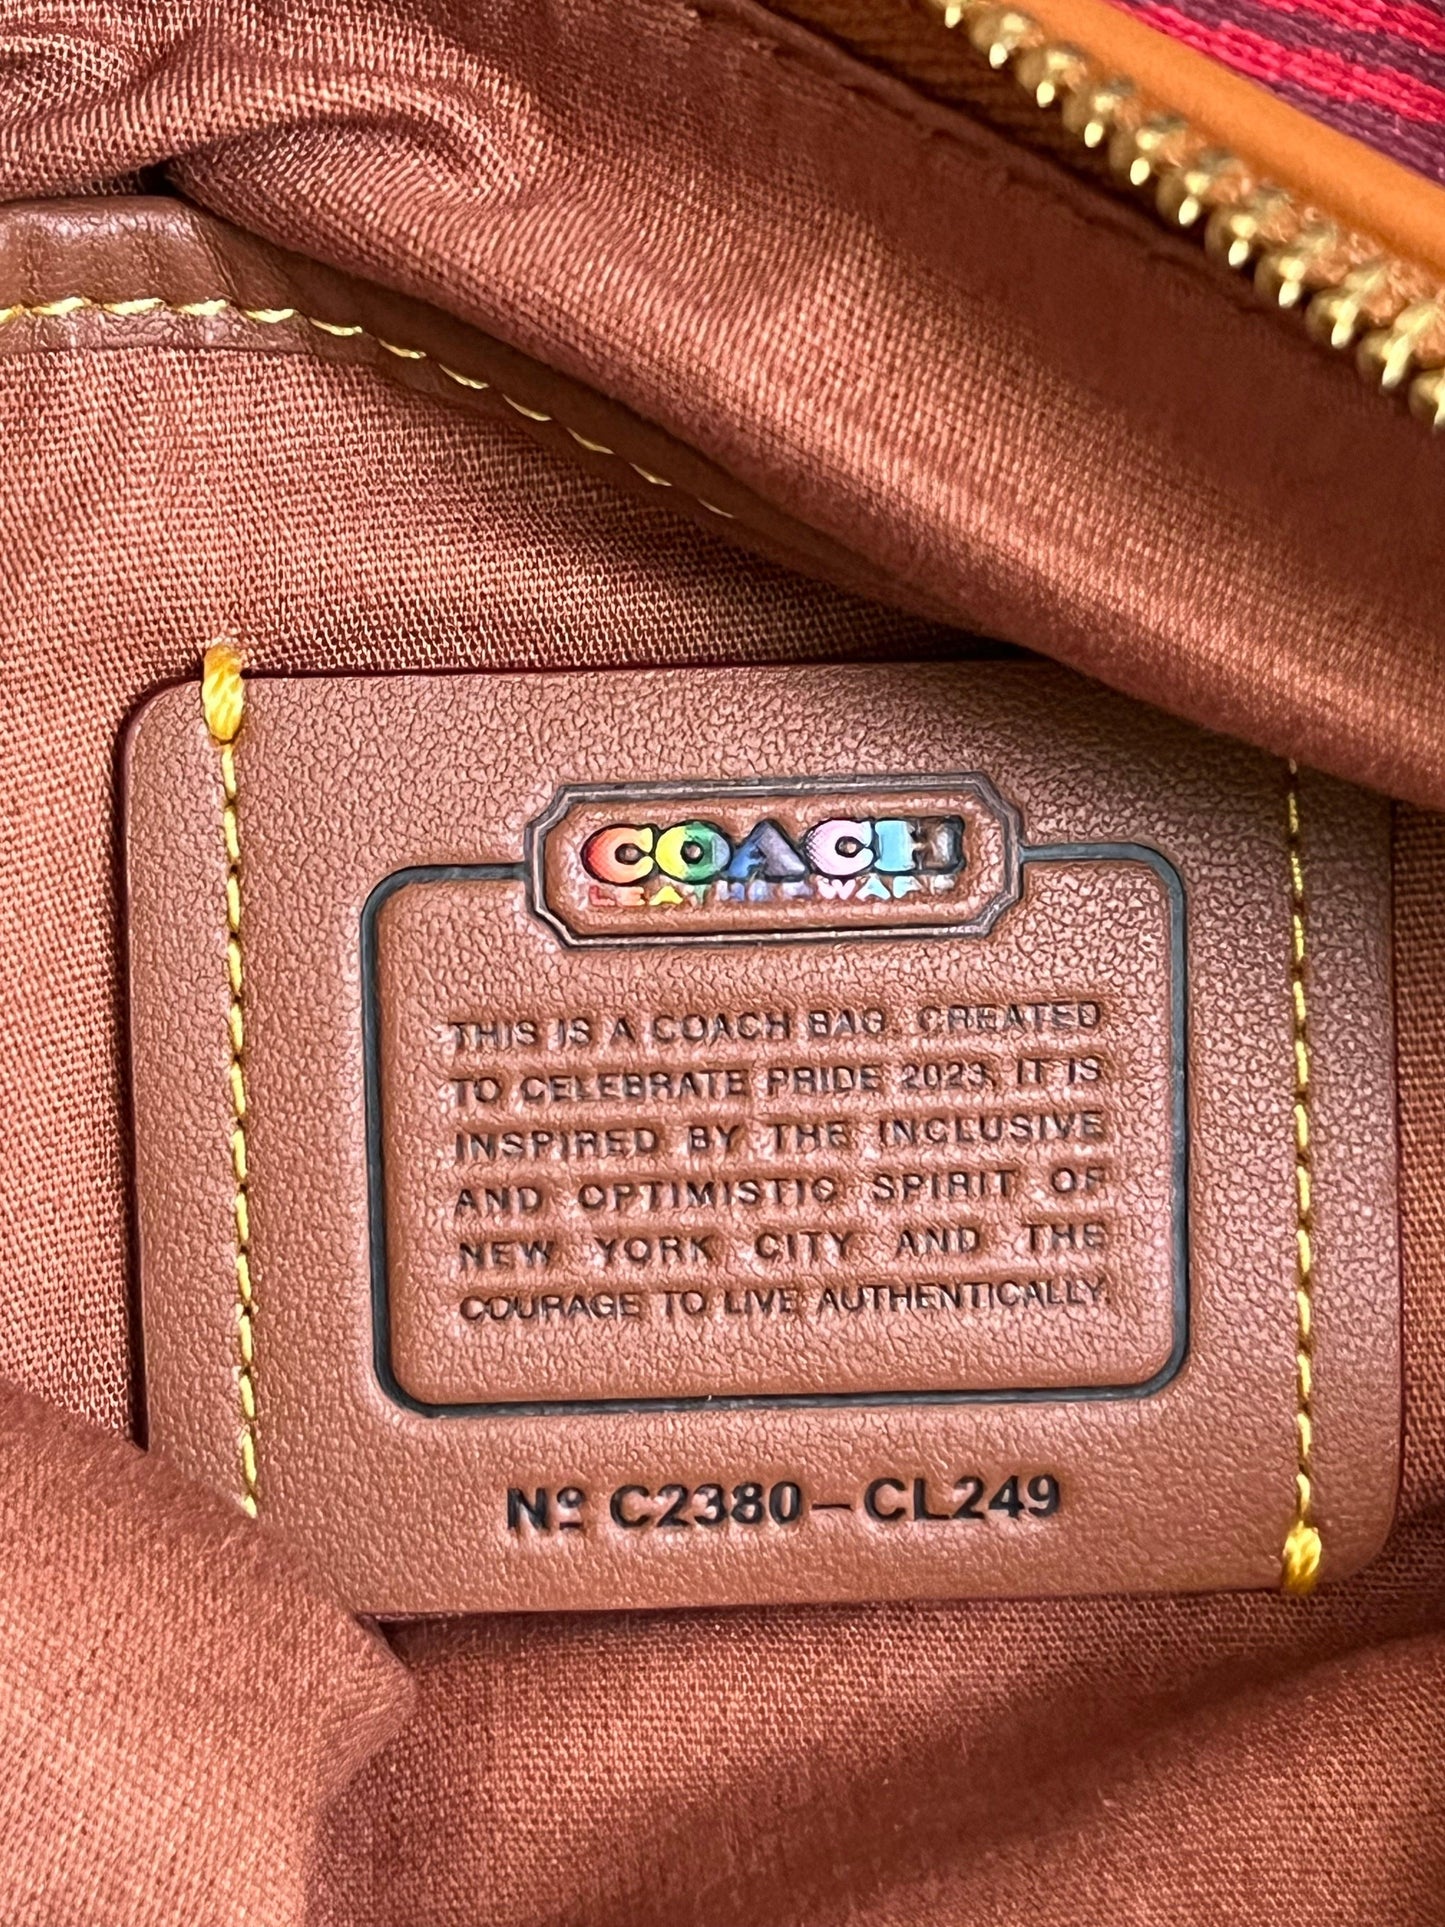 COACH
LEATHERWARE
THIS IS A COACH BAG. CREATED
TO CELEBRATE PRIDE 2023, IT IS
INSPIRED BY THE INCLUSIVE
AND OPTIMISTIC SPIRIT OF
NEW YORK CITY AND THE
COURAGE TO LIVE AUTHENTICALLY.
Nº C2380-CL249